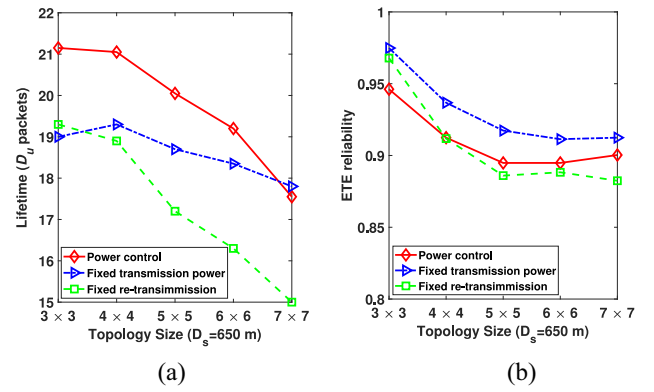 22
21
20
19
18
17
16
15
Lifetime (D_u packets)
Power control
Fixed transmission power
Fixed re-transimmission
3 × 3 4 × 4 5 × 5 6 × 6 7 × 7
Topology Size (D_s=650 m)
(a)
1
0.95
0.9
0.85
0.8
ETE reliability
Power control
Fixed transmission power
Fixed re-transimmission
3 × 3 4 × 4 5 × 5 6 × 6 7 × 7
Topology Size (D_s=650 m)
(b)